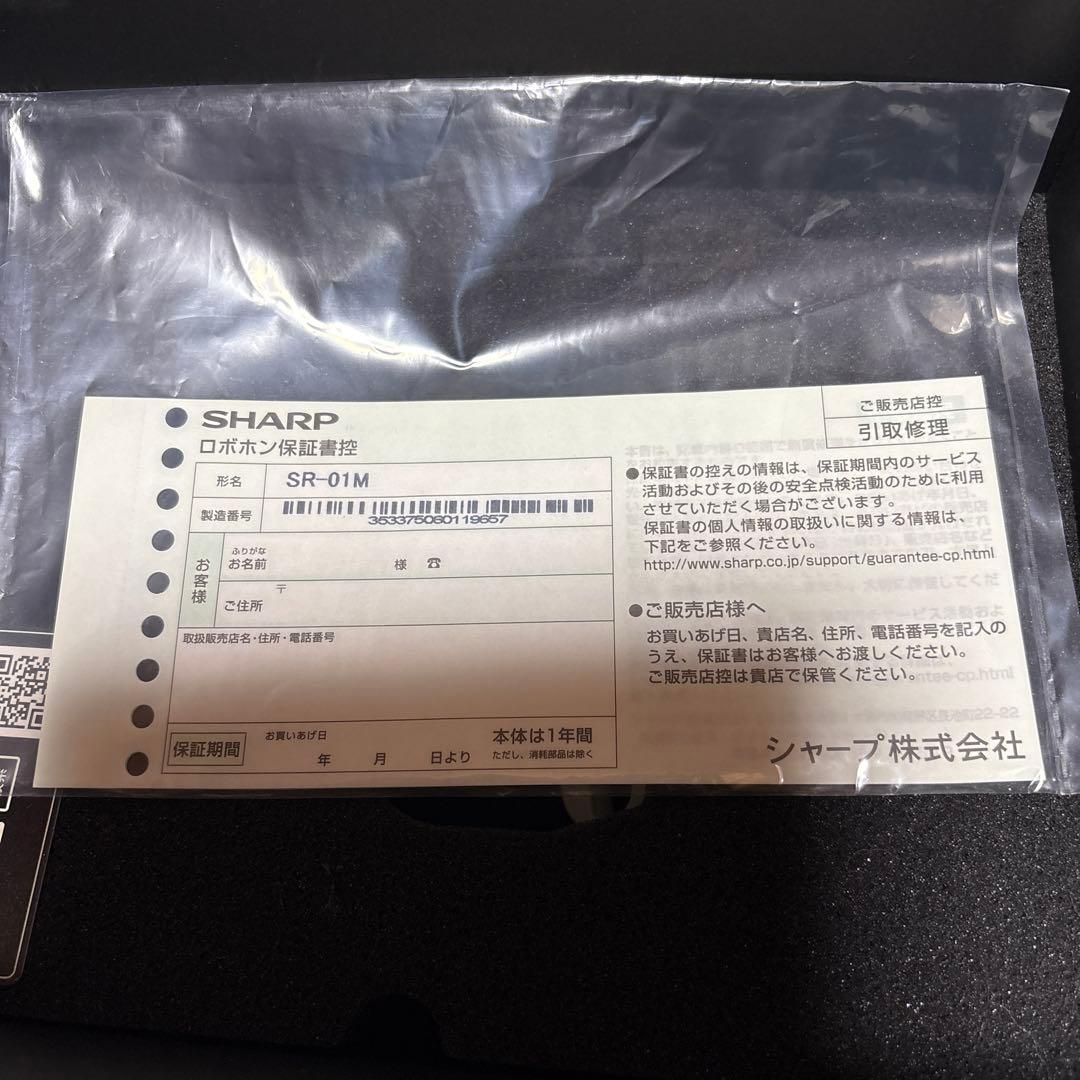 SHARP
ロボホン保証書控
ご販売店控
引取修理
形名 SR-01M
製造番号
353375080119657
お客様
ふりがな
お名前 様 ☎
〒
ご住所
取扱販売店名・住所・電話番号
保証期間
お買いあげ日
年 月 日より
本体は1年間
ただし、消耗部品は除く
●保証書の控えの情報は、保証期間内のサービス
活動およびその後の安全点検活動のために利用
させていただく場合がございます。
保証書の個人情報の取扱いに関する情報は、
下記をご参照ください。
http://www.sharp.co.jp/support/guarantee-cp.html
●ご販売店様へ
お買いあげ日、貴店名、住所、電話番号を記入の
うえ、保証書はお客様へお渡しください。
ご販売店控は貴店で保管ください。
シャープ株式会社